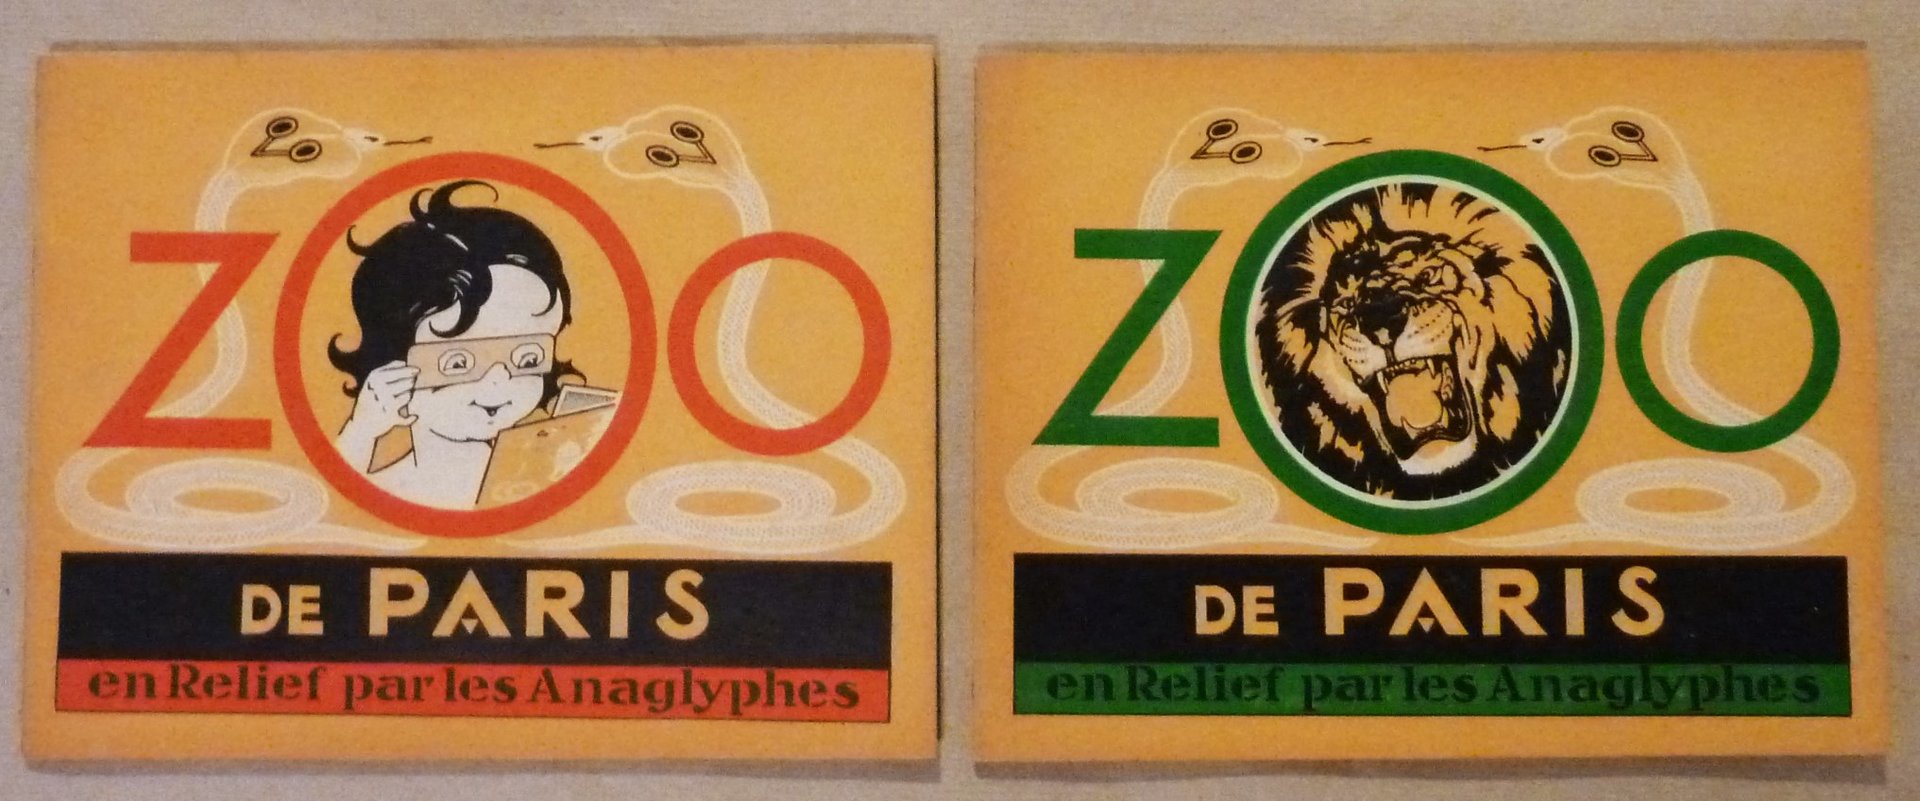 ZOO
DE PARIS
en Relief par les Anaglyphes
ZOO
DE PARIS
en Relief par les Anaglyphes